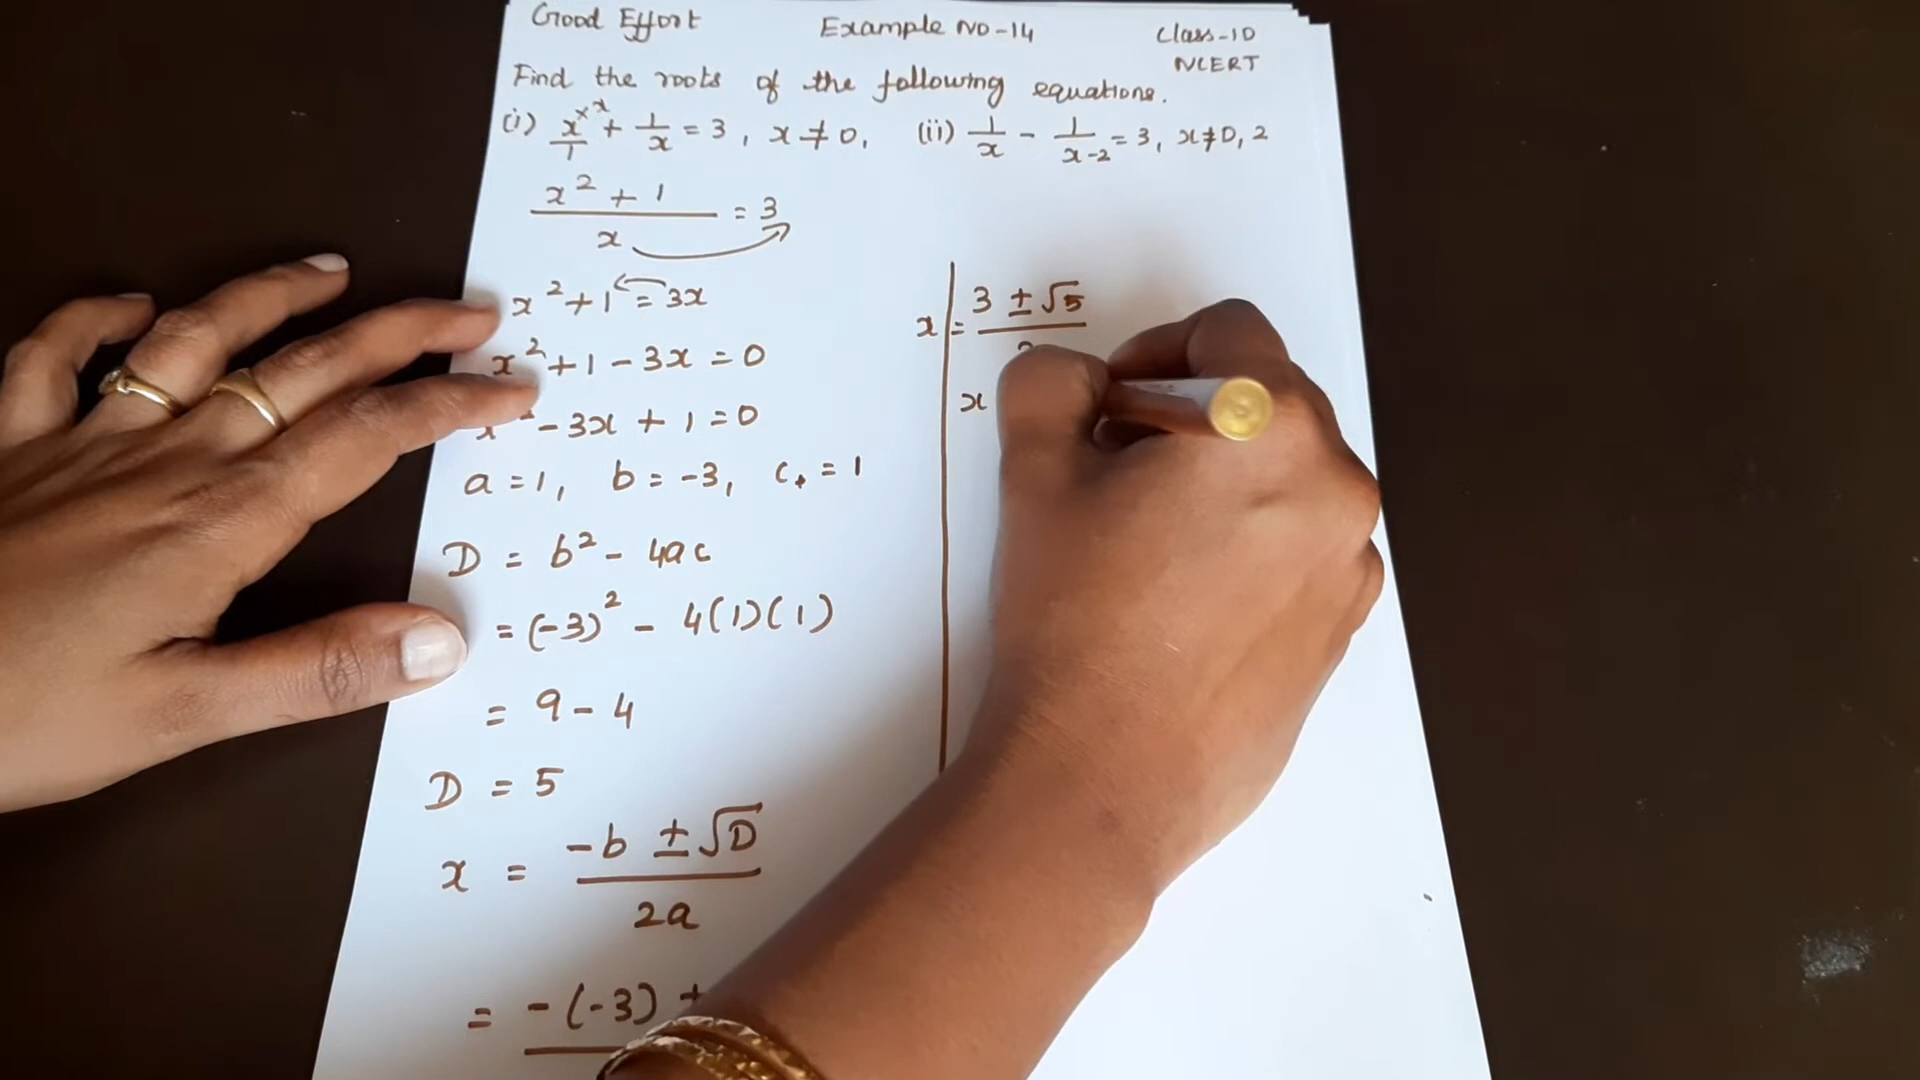 Good Effort Example NO-14 Class-10
NCERT
Find the roots of the following equations.
(i) x/1 ×x + 1/x = 3, x ≠ 0, (ii) 1/x - 1/x-2 = 3, x ≠ 0, 2
x² + 1 / x = 3
x² + 1 = 3x
x² + 1 - 3x = 0
- 3x + 1 = 0
a = 1, b = -3, c = 1
D = b² - 4ac
= (-3)² - 4(1)(1)
= 9 - 4
D = 5
x = -b ± √D / 2a
= -(-3)
x = 3 ± √5
x